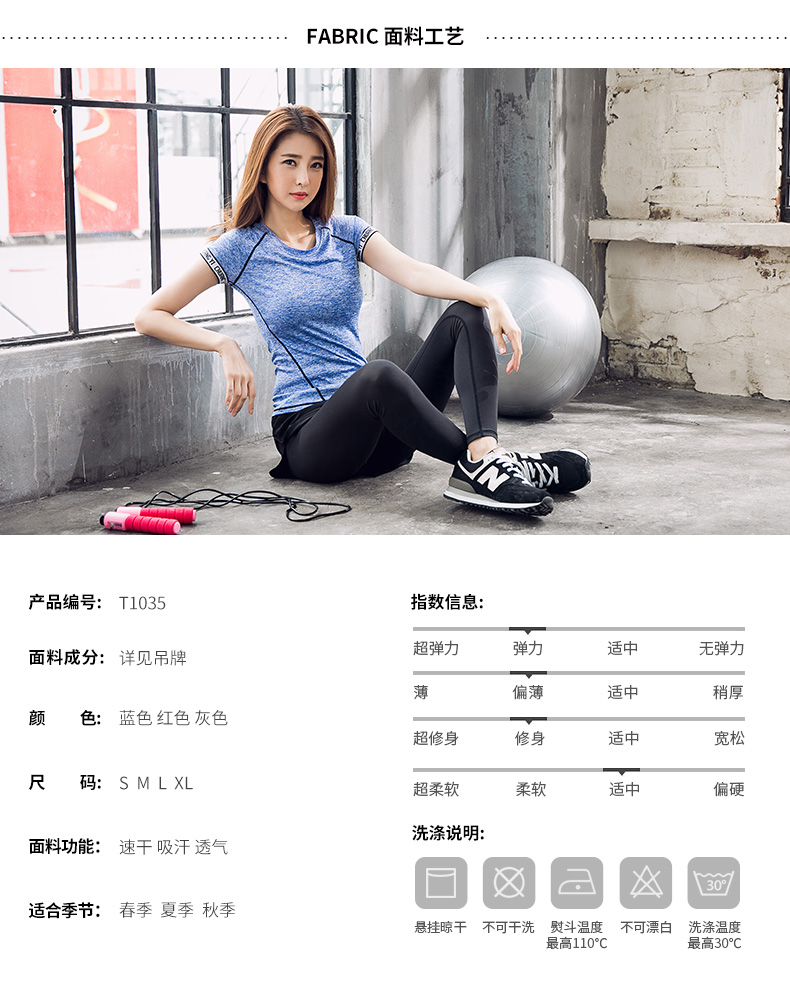 FABRIC 面料工艺
N
产品编号: T1035
面料成分: 详见吊牌
颜 色: 蓝色 红色 灰色
尺 码: S M L XL
面料功能: 速干 吸汗 透气
适合季节: 春季 夏季 秋季
指数信息:
超弹力 弹力 适中 无弹力
薄 偏薄 适中 稍厚
超修身 修身 适中 宽松
超柔软 柔软 适中 偏硬
洗涤说明:
30°
悬挂晾干 不可干洗 熨斗温度 不可漂白 洗涤温度
最高110℃ 最高30℃